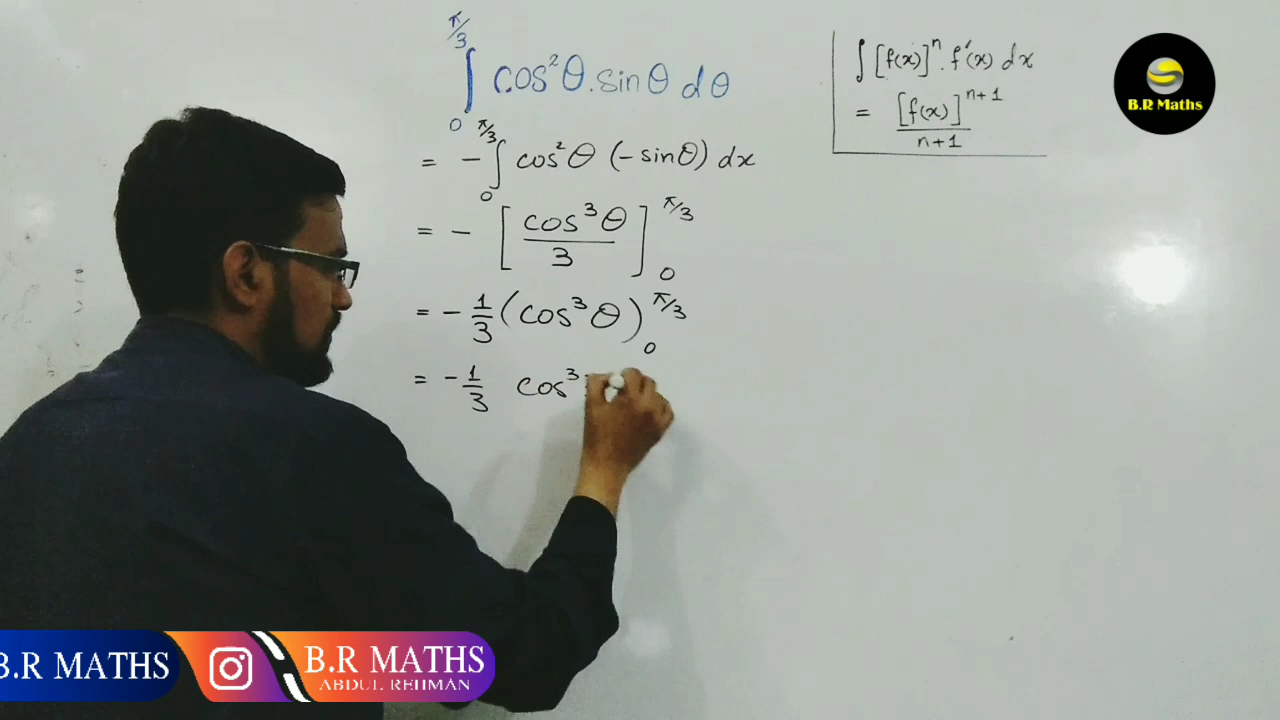 ∫₀^{π/3} cos²θ.sinθ dθ
= -∫₀^{π/3} cos²θ (-sinθ) dx
= -[cos³θ/3]₀^{π/3}
= -1/3 (cos³θ)₀^{π/3}
= -1/3 cos³
∫[f(x)]ⁿ.f'(x) dx
= [f(x)]ⁿ⁺¹/n+1
B.R Maths
B.R MATHS
B.R MATHS
ABDUL REHMAN